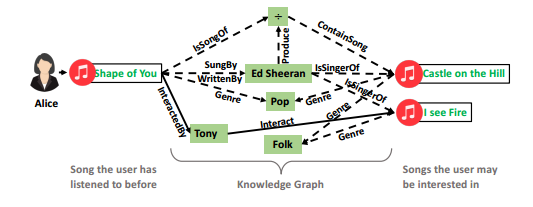 ÷
IsSongOf
ContainSong
Produce
SungBy
Ed Sheeran
IsSingerOf
Shape of You
Castle on the Hill
WrittenBy
Alice
Genre
Pop
Genre
IsSingerOf
InteractedBy
Genre
I see Fire
Tony
Interact
Folk
Genre
Song the user has
listened to before
Knowledge Graph
Songs the user may
be interested in